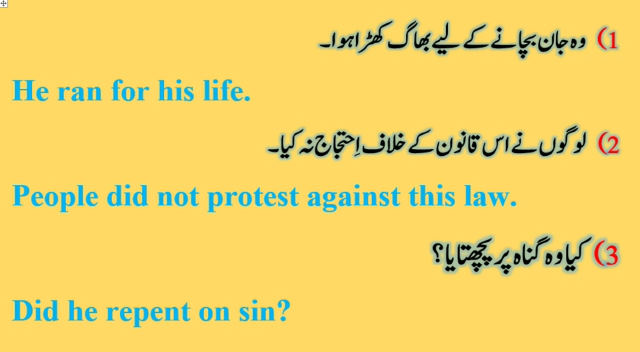 1) وہ جان بچانے کے لیے بھاگ کھڑا ہوا۔
He ran for his life.
2) لوگوں نے اس قانون کے خلاف اِحتجاج نہ کیا۔
People did not protest against this law.
3) کیا وہ گناہ پر پچھتایا؟
Did he repent on sin?